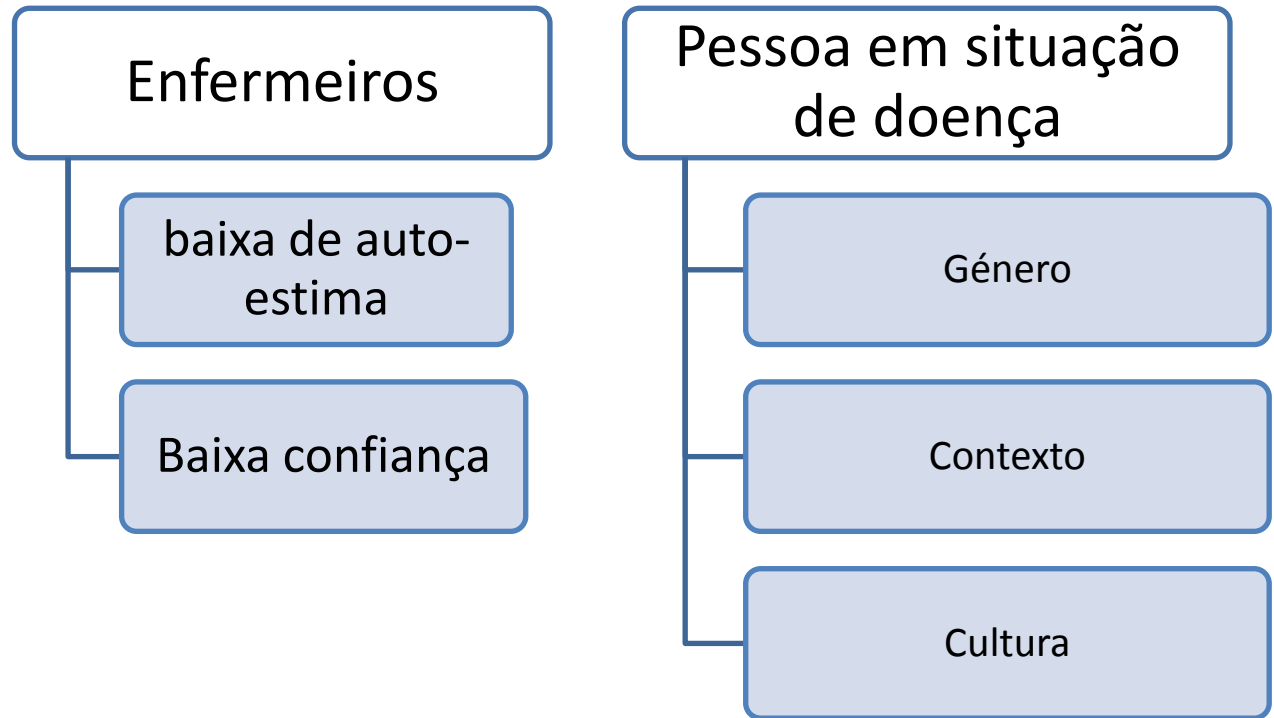 Enfermeiros
baixa de auto-
estima
Baixa confiança
Pessoa em situação
de doença
Género
Contexto
Cultura